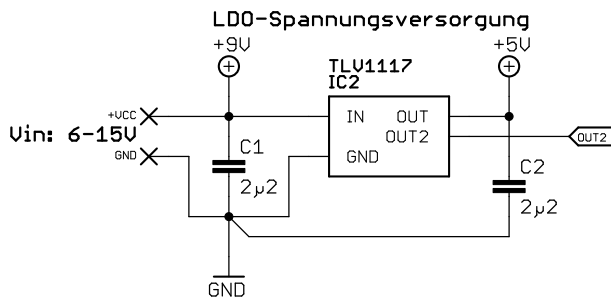 LDO-Spannungsversorgung
+9V
+5V
TLV1117
IC2
+VCC
Vin: 6-15V
GND
IN
OUT
OUT2
GND
OUT2
C1
2µ2
C2
2µ2
GND